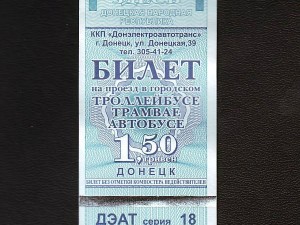 ДОНЕЦКАЯ НАРОДНАЯ
РЕСПУБЛИКА
ККП «Донэлектроавтотранс»
г. Донецк, ул. Донецкая,39
тел. 305-41-24
БИЛЕТ
на проезд в городском
ТРОЛЛЕЙБУСЕ
ТРАМВАЕ
АВТОБУСЕ
1,50
гривен
ДОНЕЦК
БИЛЕТ БЕЗ ОТМЕТКИ КОМПОСТЕРА НЕДЕЙСТВИТЕЛЕН
ДЭАТ серия 18